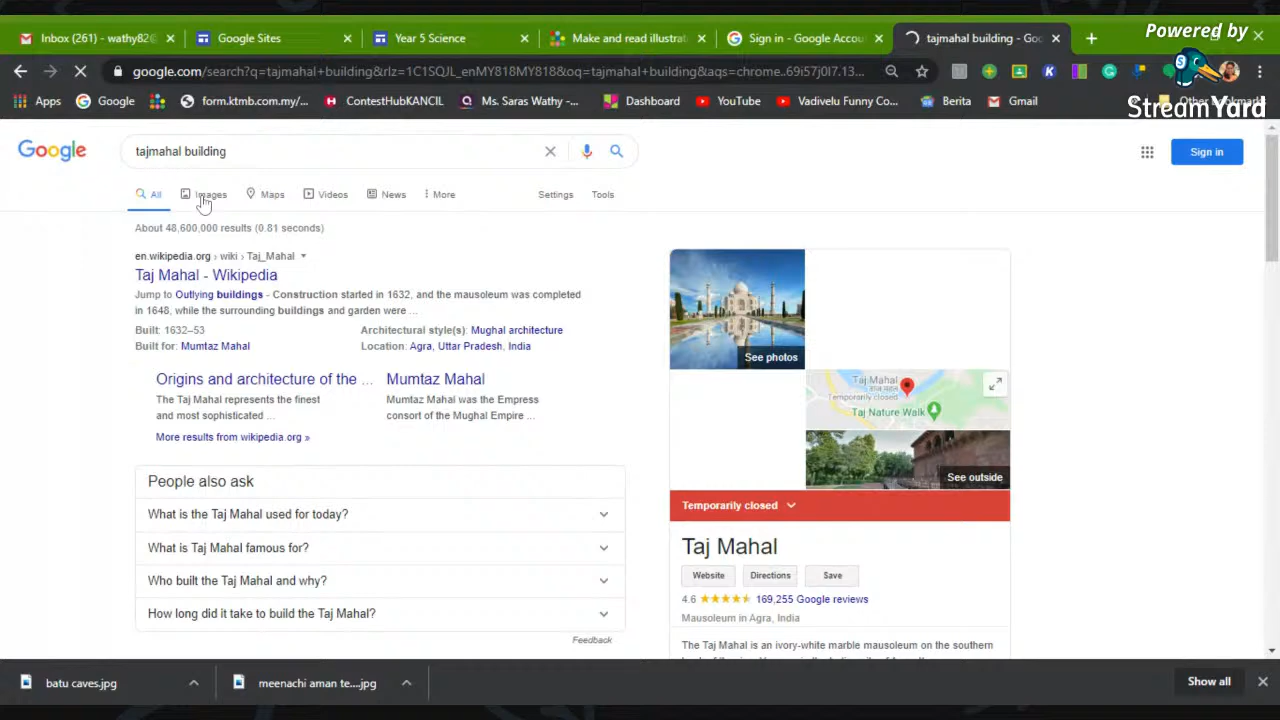 Powered by
StreamYard
Inbox (261) - wathy82@
Google Sites
Year 5 Science
Make and read illustrat
Sign in - Google Accou
tajmahal building - Goo
google.com/search?q=tajmahal+building&rlz=1C1SQJL_enMY818MY818&oq=tajmahal+building&aqs=chrome..69i57j0l7.13...
Apps
Google
form.ktmb.com.my/...
ContestHubKANCIL
Ms. Saras Wathy -...
Dashboard
YouTube
Vadivelu Funny Co...
Berita
Gmail
Google
tajmahal building
Sign in
All
Images
Maps
Videos
News
More
Settings
Tools
About 48,600,000 results (0.81 seconds)
en.wikipedia.org › wiki › Taj_Mahal
Taj Mahal - Wikipedia
Jump to Outlying buildings - Construction started in 1632, and the mausoleum was completed
in 1648, while the surrounding buildings and garden were ...
Built: 1632–53
Architectural style(s): Mughal architecture
Built for: Mumtaz Mahal
Location: Agra, Uttar Pradesh, India
Origins and architecture of the ...
The Taj Mahal represents the finest
and most sophisticated ...
Mumtaz Mahal
Mumtaz Mahal was the Empress
consort of the Mughal Empire ...
More results from wikipedia.org »
People also ask
What is the Taj Mahal used for today?
What is Taj Mahal famous for?
Who built the Taj Mahal and why?
How long did it take to build the Taj Mahal?
Feedback
See photos
Taj Mahal
Temporarily closed
Taj Nature Walk
See outside
Temporarily closed
Taj Mahal
Website
Directions
Save
4.6
169,255 Google reviews
Mausoleum in Agra, India
The Taj Mahal is an ivory-white marble mausoleum on the southern
batu caves.jpg
meenachi aman te....jpg
Show all